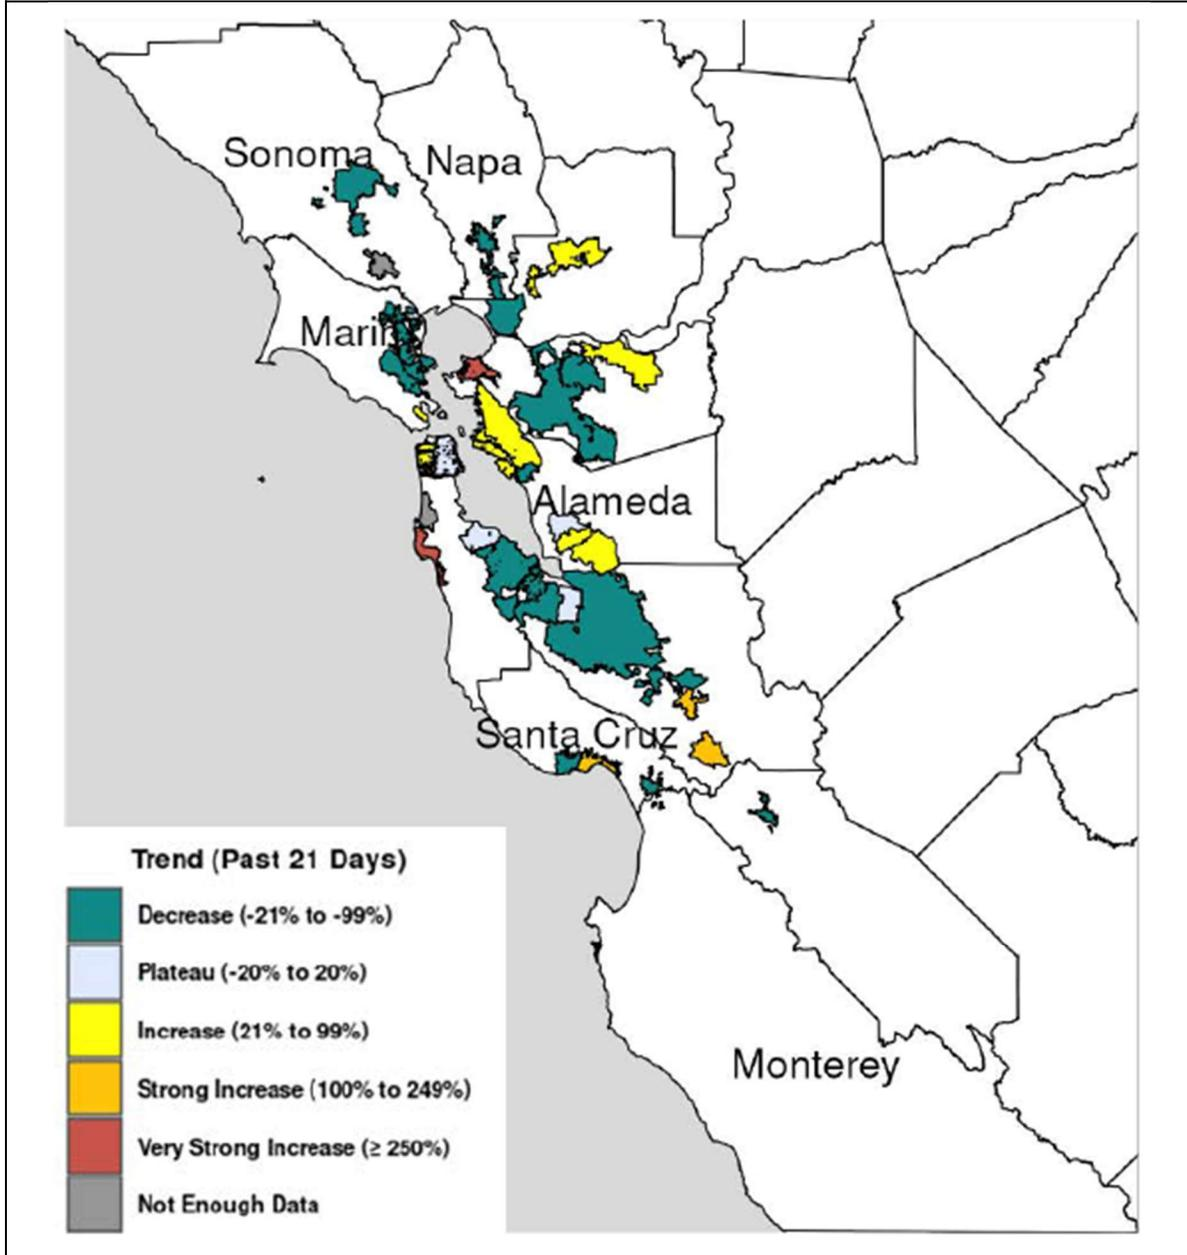 Sonoma
Napa
Marin
Alameda
Santa Cruz
Monterey
Trend (Past 21 Days)
Decrease (-21% to -99%)
Plateau (-20% to 20%)
Increase (21% to 99%)
Strong Increase (100% to 249%)
Very Strong Increase (≥ 250%)
Not Enough Data